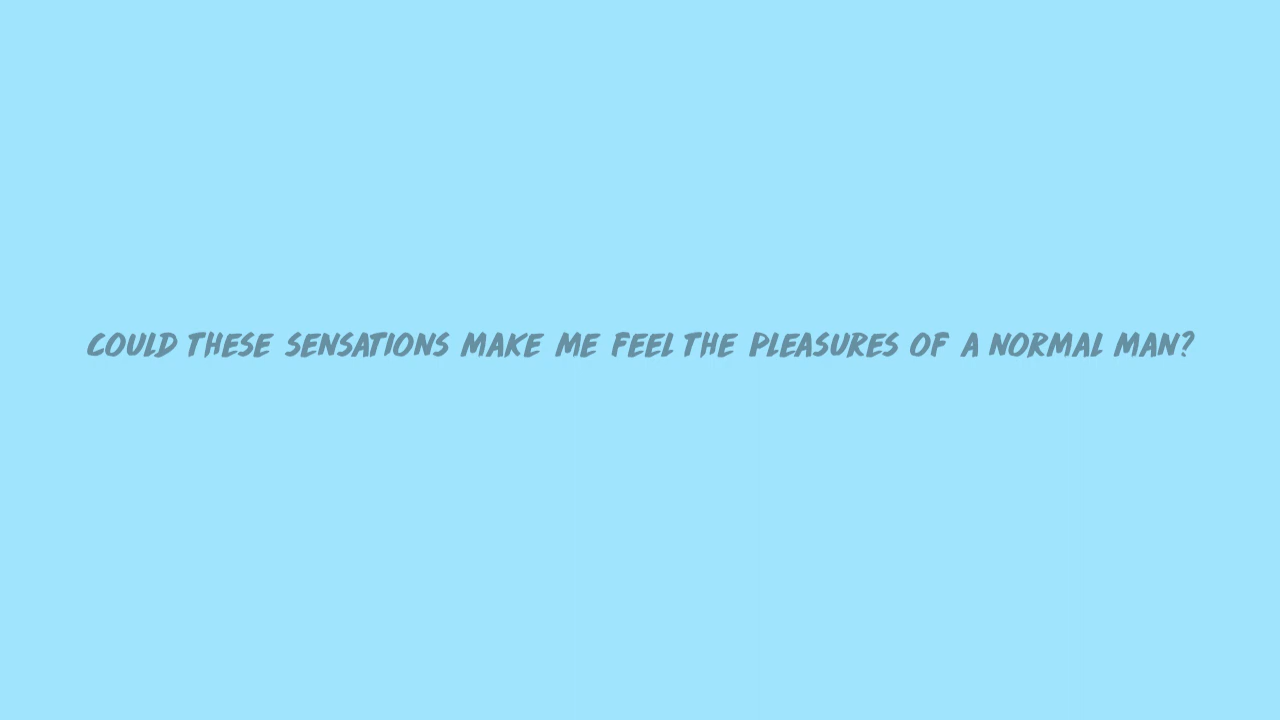 COULD THESE SENSATIONS MAKE ME FEEL THE PLEASURES OF A NORMAL MAN?